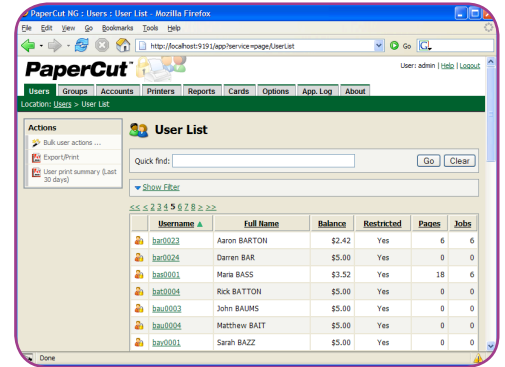 PaperCut NG : Users : User List - Mozilla Firefox
File Edit View Go Bookmarks Tools Help
http://localhost:9191/app?service=page/UserList Go G
PaperCut User: admin | Help | Logout
Users Groups Accounts Printers Reports Cards Options App. Log About
Location: Users > User List
Actions
Bulk user actions ...
Export/Print
User print summary (Last
30 days)
User List
Quick find: Go Clear
Show Filter
<< < 2 3 4 5 6 7 8 > >>
Username Full Name Balance Restricted Pages Jobs
bar0023 Aaron BARTON $2.42 Yes 6 6
bar0024 Darren BAR $5.00 Yes 0 0
bas0001 Maria BASS $3.52 Yes 18 6
bat0004 Rick BATTON $5.00 Yes 0 0
bau0003 John BAUMS $5.00 Yes 0 0
bau0004 Matthew BAIT $5.00 Yes 0 0
bay0001 Sarah BAZZ $5.00 Yes 0 0
Done